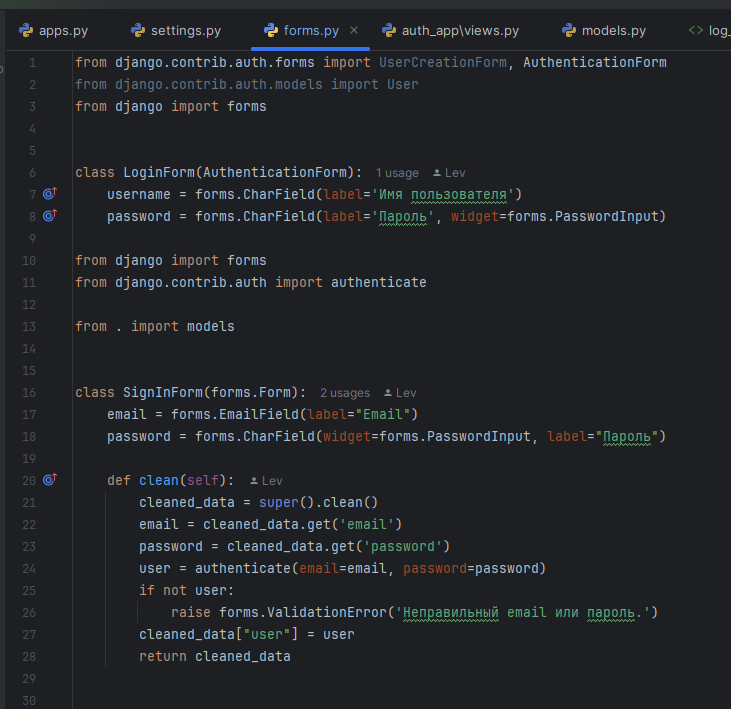 apps.py settings.py forms.py × auth_app\views.py models.py <> log_
1 from django.contrib.auth.forms import UserCreationForm, AuthenticationForm
2 from django.contrib.auth.models import User
3 from django import forms
4
5
6 class LoginForm(AuthenticationForm): 1 usage Lev
7 username = forms.CharField(label='Имя пользователя')
8 password = forms.CharField(label='Пароль', widget=forms.PasswordInput)
9
10 from django import forms
11 from django.contrib.auth import authenticate
12
13 from . import models
14
15
16 class SignInForm(forms.Form): 2 usages Lev
17 email = forms.EmailField(label="Email")
18 password = forms.CharField(widget=forms.PasswordInput, label="Пароль")
19
20 def clean(self): Lev
21 cleaned_data = super().clean()
22 email = cleaned_data.get('email')
23 password = cleaned_data.get('password')
24 user = authenticate(email=email, password=password)
25 if not user:
26 raise forms.ValidationError('Неправильный email или пароль.')
27 cleaned_data["user"] = user
28 return cleaned_data
29
30